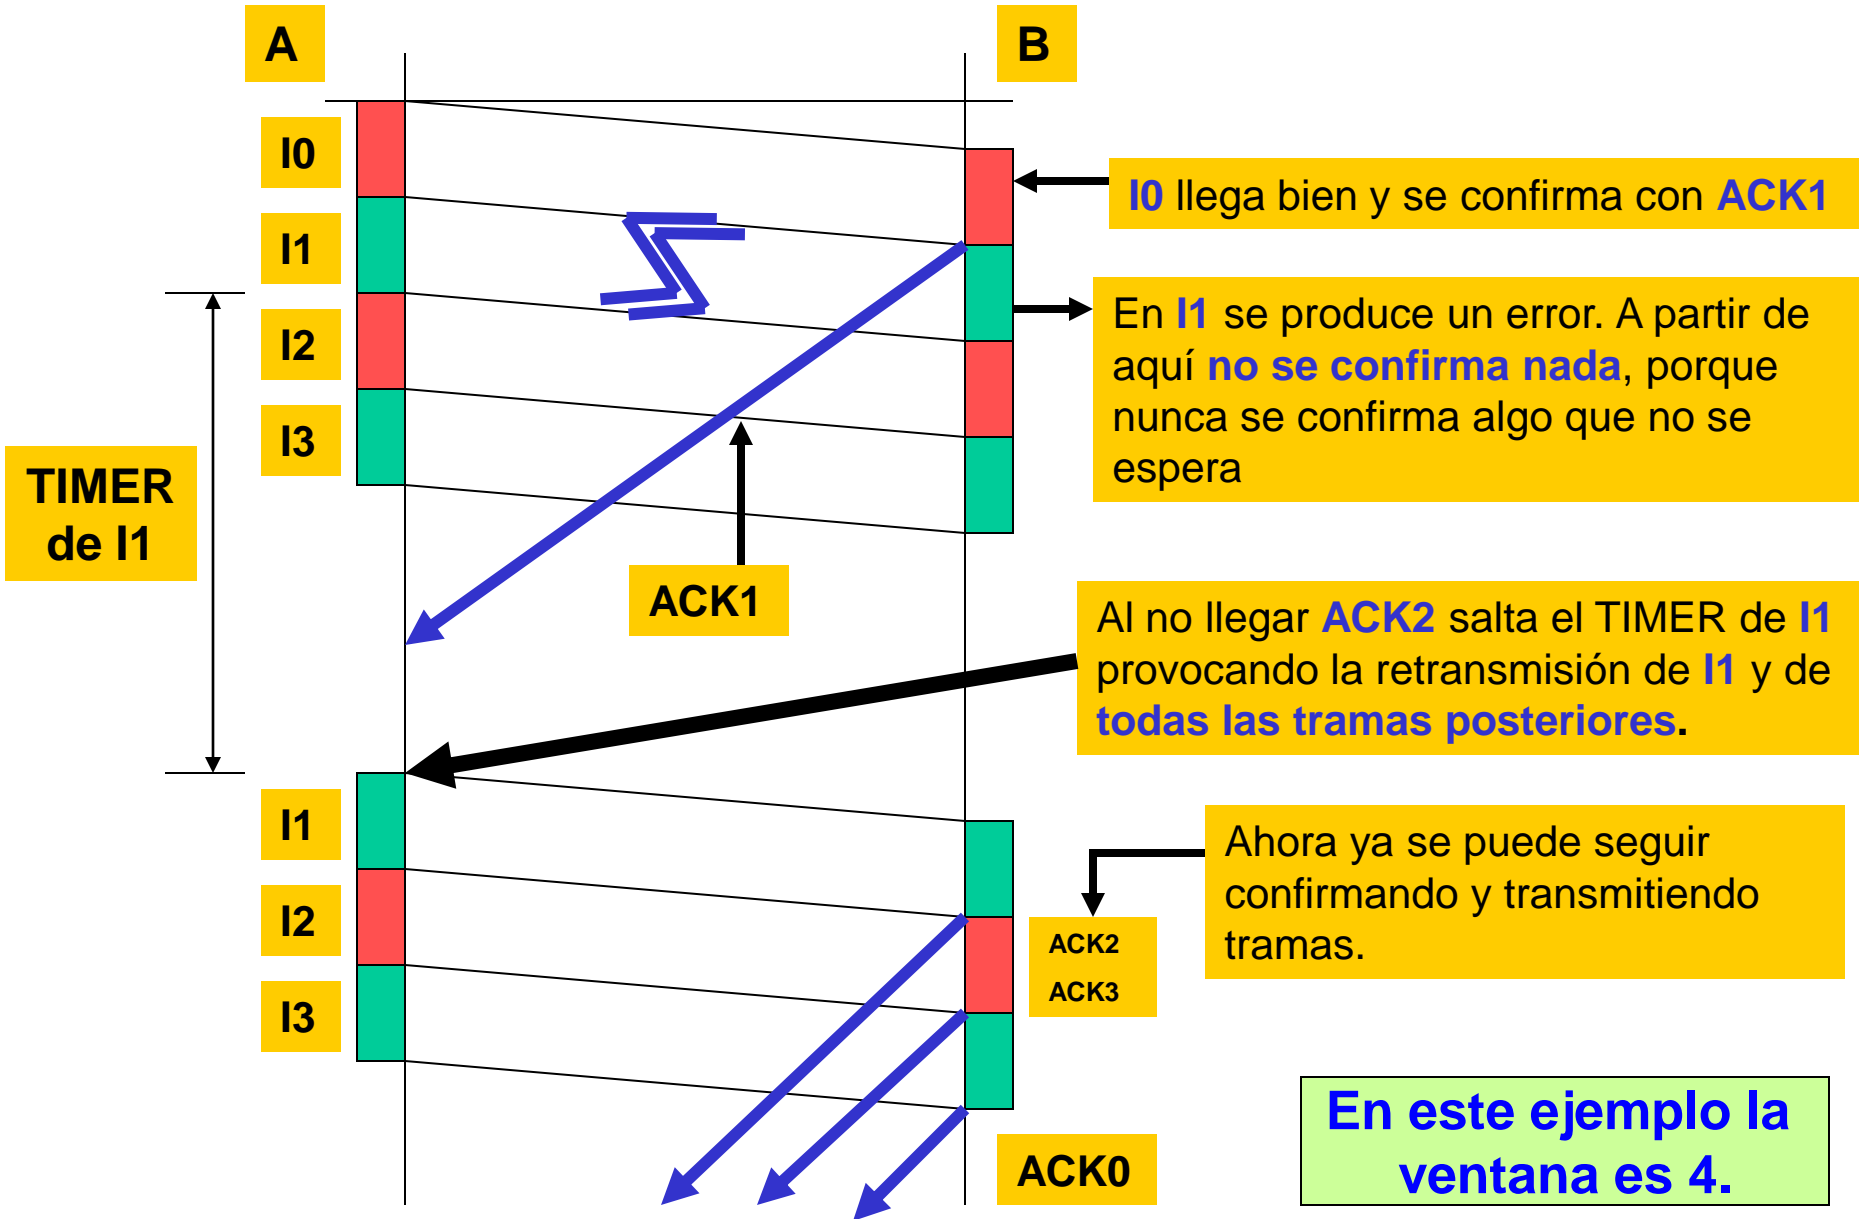 A
B
I0
I0 llega bien y se confirma con ACK1
I1
En I1 se produce un error. A partir de
aquí no se confirma nada, porque
nunca se confirma algo que no se
espera
I2
I3
TIMER
de I1
ACK1
Al no llegar ACK2 salta el TIMER de I1
provocando la retransmisión de I1 y de
todas las tramas posteriores.
I1
Ahora ya se puede seguir
confirmando y transmitiendo
tramas.
I2
ACK2
ACK3
I3
En este ejemplo la
ventana es 4.
ACK0